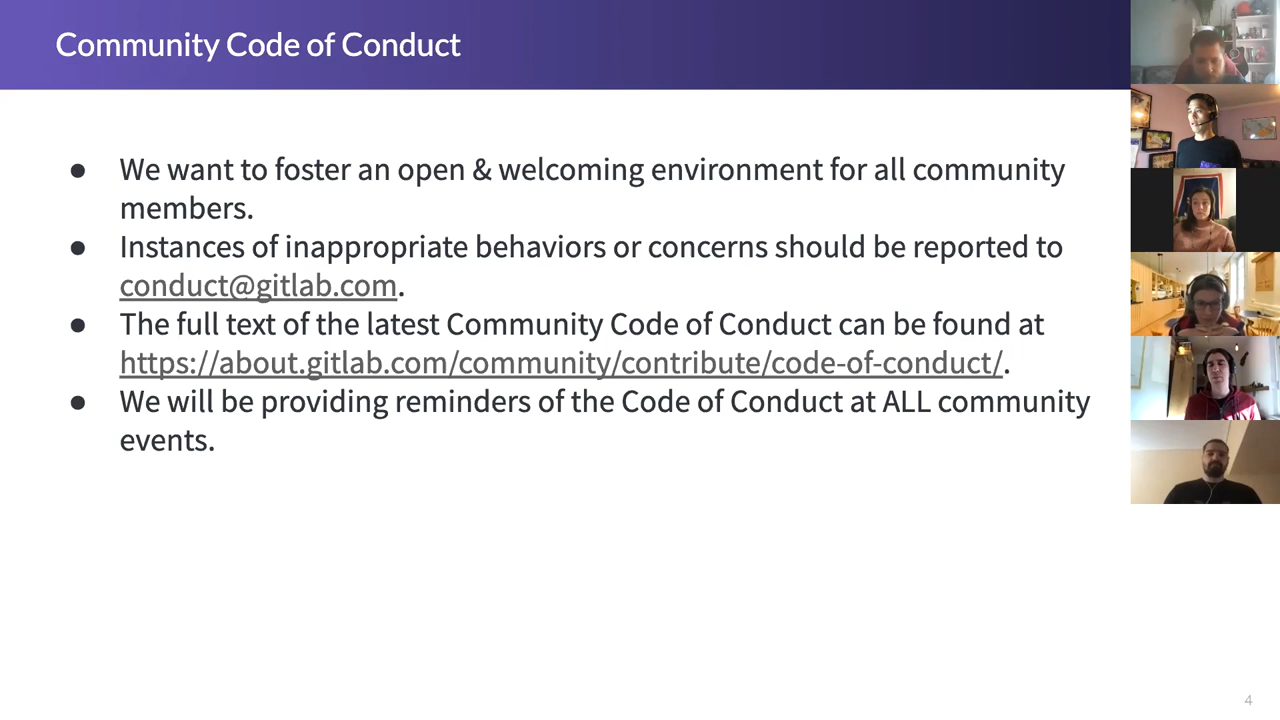 Community Code of Conduct
● We want to foster an open & welcoming environment for all community
members.
● Instances of inappropriate behaviors or concerns should be reported to
conduct@gitlab.com.
● The full text of the latest Community Code of Conduct can be found at
https://about.gitlab.com/community/contribute/code-of-conduct/.
● We will be providing reminders of the Code of Conduct at ALL community
events.
4